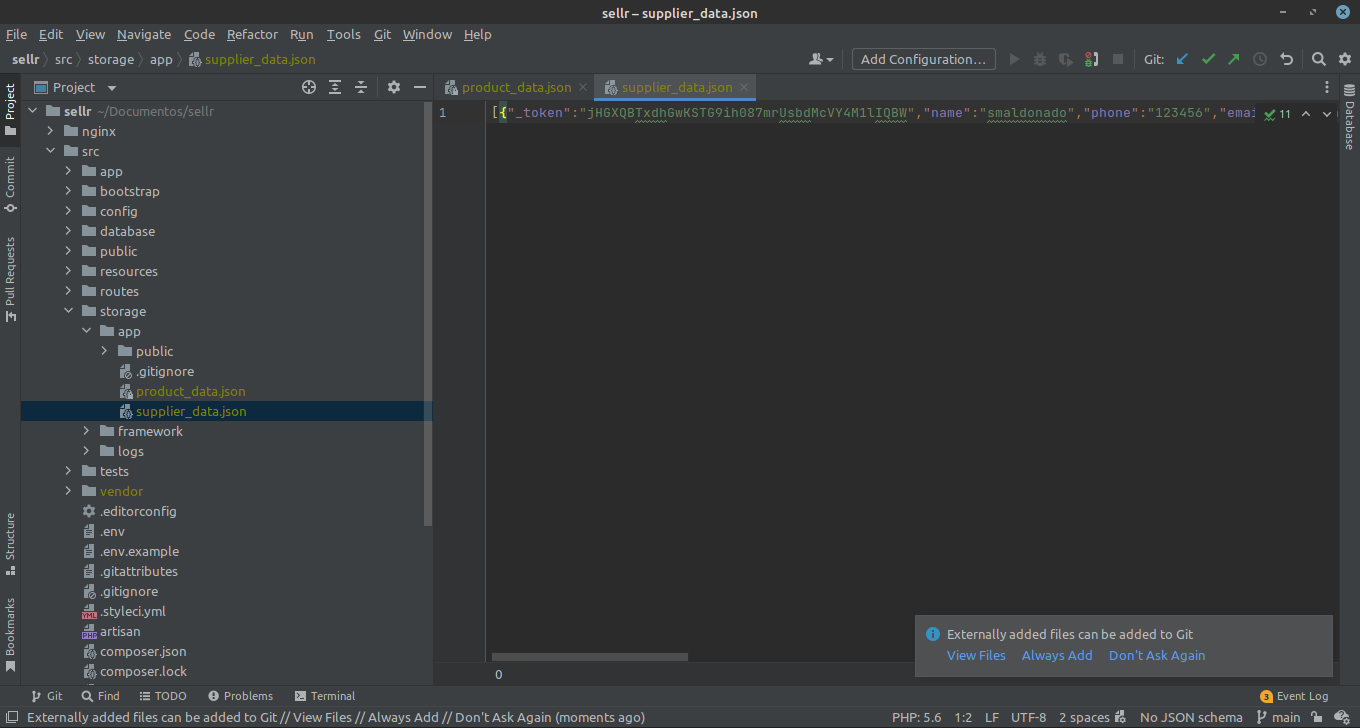 sellr – supplier_data.json
File Edit View Navigate Code Refactor Run Tools Git Window Help
sellr src storage app supplier_data.json Add Configuration... Git:
Project
product_data.json
supplier_data.json
Project
Commit
Pull Requests
Structure
Bookmarks
sellr ~/Documentos/sellr
nginx
src
app
bootstrap
config
database
public
resources
routes
storage
app
public
.gitignore
product_data.json
supplier_data.json
framework
logs
tests
vendor
.editorconfig
.env
.env.example
.gitattributes
.gitignore
.styleci.yml
artisan
composer.json
composer.lock
1 [{"_token":"jHGXQBTxdhGwKSTG9ih087mrUsbdMcVY4M1lIQBW","name":"smaldonado","phone":"123456","emai 11
Database
Externally added files can be added to Git
View Files Always Add Don't Ask Again
0
Git Find TODO Problems Terminal 3 Event Log
Externally added files can be added to Git // View Files // Always Add // Don't Ask Again (moments ago) PHP: 5.6 1:2 LF UTF-8 2 spaces No JSON schema main